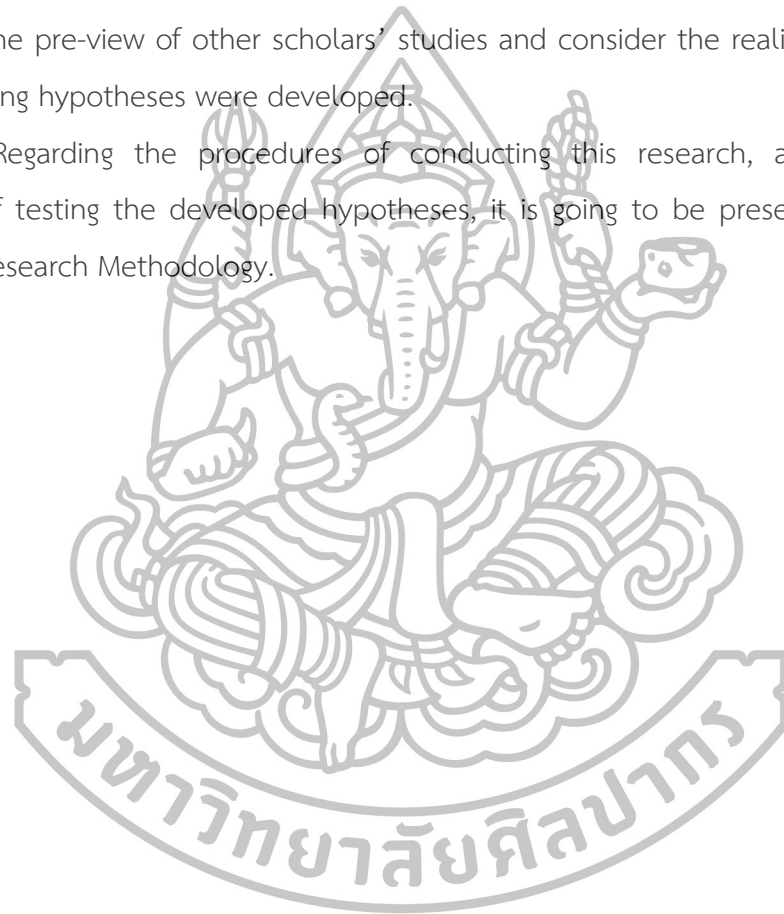 he pre-view of other scholars' studies and consider the reali
ng hypotheses were developed.
Regarding the procedures of conducting this research, a
f testing the developed hypotheses, it is going to be prese
esearch Methodology.
มหาวิทยาลัยศิลปากร